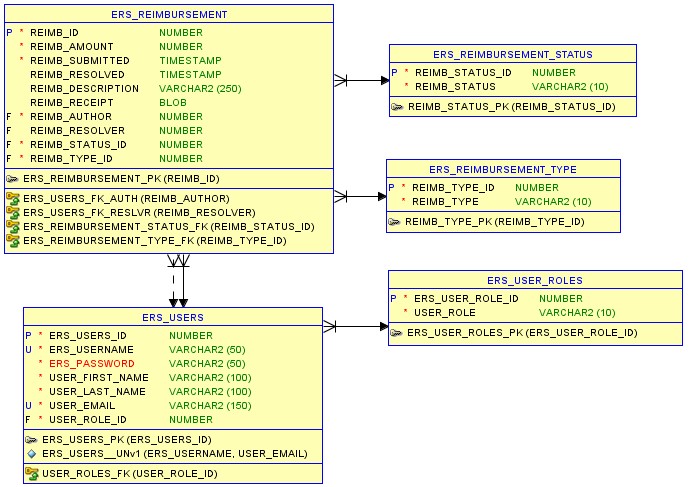 ERS_REIMBURSEMENT
P * REIMB_ID NUMBER
* REIMB_AMOUNT NUMBER
* REIMB_SUBMITTED TIMESTAMP
REIMB_RESOLVED TIMESTAMP
REIMB_DESCRIPTION VARCHAR2 (250)
REIMB_RECEIPT BLOB
F * REIMB_AUTHOR NUMBER
F REIMB_RESOLVER NUMBER
F * REIMB_STATUS_ID NUMBER
F * REIMB_TYPE_ID NUMBER
ERS_REIMBURSEMENT_PK (REIMB_ID)
ERS_USERS_FK_AUTH (REIMB_AUTHOR)
ERS_USERS_FK_RESLVR (REIMB_RESOLVER)
ERS_REIMBURSEMENT_STATUS_FK (REIMB_STATUS_ID)
ERS_REIMBURSEMENT_TYPE_FK (REIMB_TYPE_ID)
ERS_REIMBURSEMENT_STATUS
P * REIMB_STATUS_ID NUMBER
* REIMB_STATUS VARCHAR2 (10)
REIMB_STATUS_PK (REIMB_STATUS_ID)
ERS_REIMBURSEMENT_TYPE
P * REIMB_TYPE_ID NUMBER
* REIMB_TYPE VARCHAR2 (10)
REIMB_TYPE_PK (REIMB_TYPE_ID)
ERS_USER_ROLES
P * ERS_USER_ROLE_ID NUMBER
* USER_ROLE VARCHAR2 (10)
ERS_USER_ROLES_PK (ERS_USER_ROLE_ID)
ERS_USERS
P * ERS_USERS_ID NUMBER
U * ERS_USERNAME VARCHAR2 (50)
* ERS_PASSWORD VARCHAR2 (50)
* USER_FIRST_NAME VARCHAR2 (100)
* USER_LAST_NAME VARCHAR2 (100)
U * USER_EMAIL VARCHAR2 (150)
F * USER_ROLE_ID NUMBER
ERS_USERS_PK (ERS_USERS_ID)
ERS_USERS__UNv1 (ERS_USERNAME, USER_EMAIL)
USER_ROLES_FK (USER_ROLE_ID)